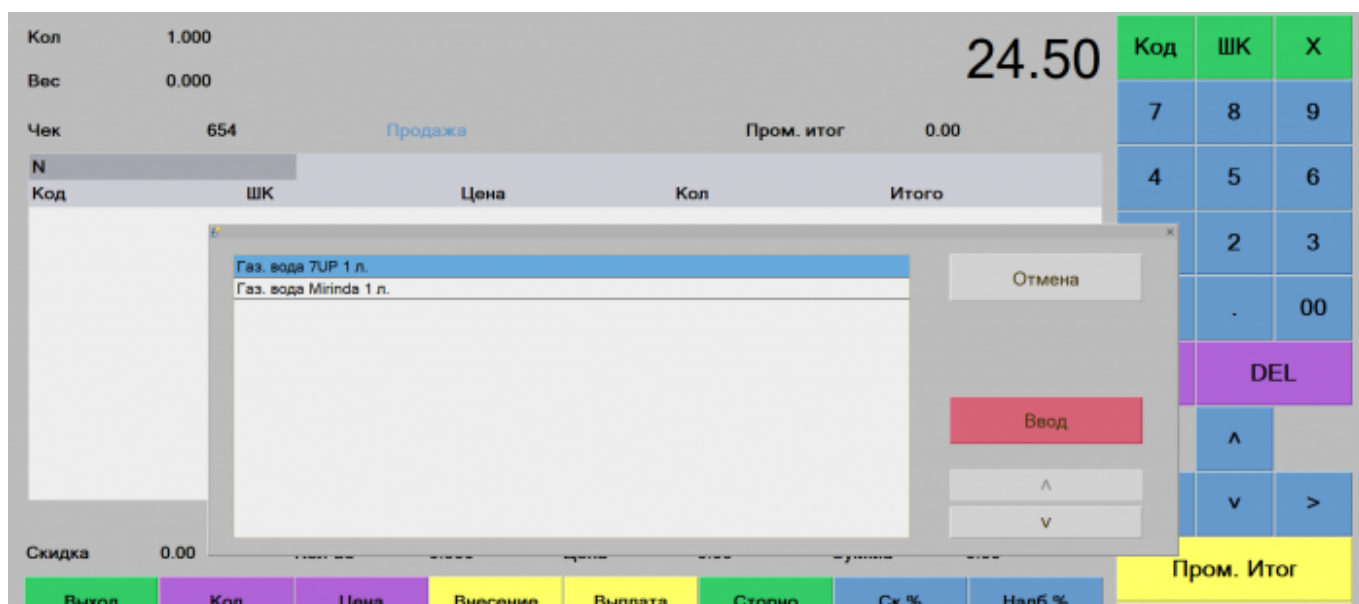 Кол 1.000
24.50
Вес 0.000
Чек 654 Продажа Пром. итог 0.00
N
Код ШК Цена Кол Итого
Газ. вода 7UP 1 л.
Газ. вода Mirinda 1 л.
Отмена
Ввод
Λ
V
Скидка 0.00
Выход Кол Цена Внесение Выплата Сторно Ск % Надб %
Код ШК X
7 8 9
4 5 6
2 3
. 00
DEL
Λ
V >
Пром. Итог